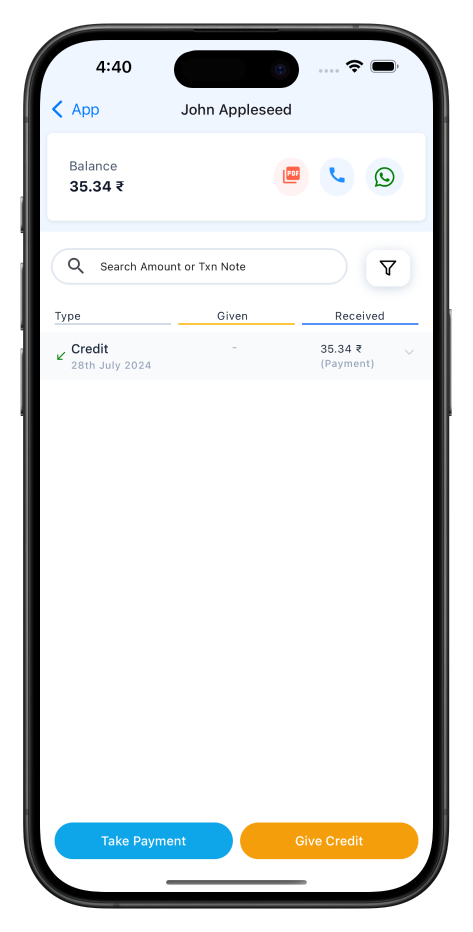 4:40
App
John Appleseed
Balance
35.34 ₹
PDF
Search Amount or Txn Note
Type Given Received
Credit - 35.34 ₹
28th July 2024 (Payment)
Take Payment Give Credit